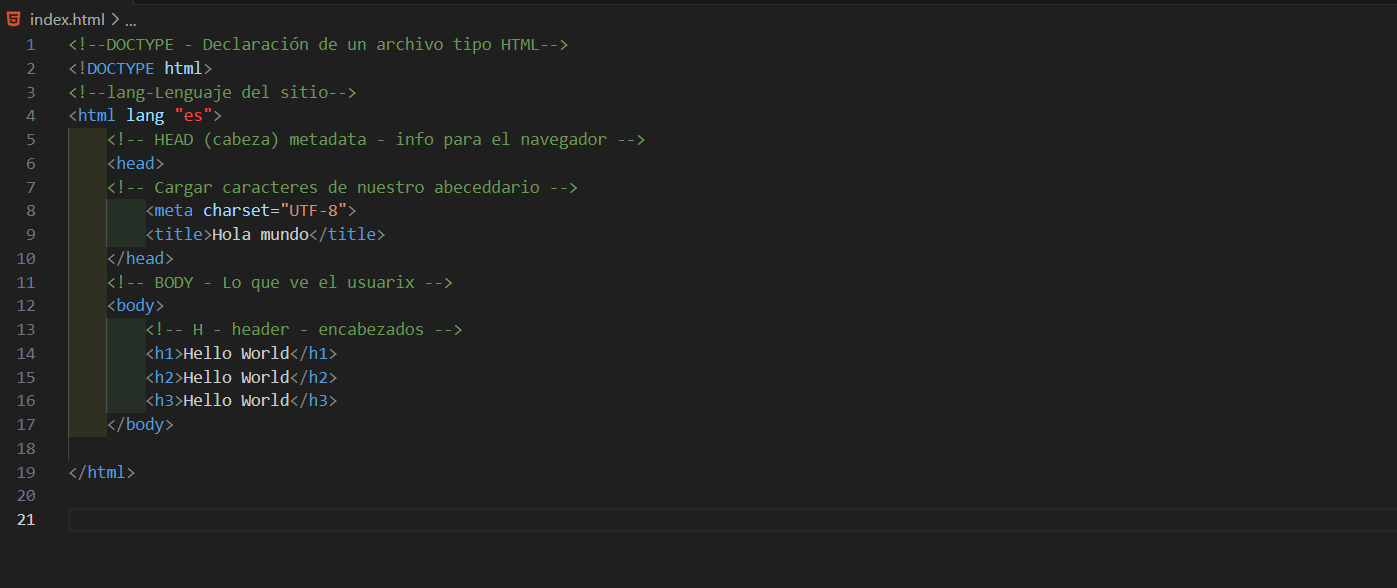 index.html > ...
1 <!--DOCTYPE - Declaración de un archivo tipo HTML-->
2 <!DOCTYPE html>
3 <!--lang-Lenguaje del sitio-->
4 <html lang "es">
5 <!-- HEAD (cabeza) metadata - info para el navegador -->
6 <head>
7 <!-- Cargar caracteres de nuestro abeceddario -->
8 <meta charset="UTF-8">
9 <title>Hola mundo</title>
10 </head>
11 <!-- BODY - Lo que ve el usuarix -->
12 <body>
13 <!-- H - header - encabezados -->
14 <h1>Hello World</h1>
15 <h2>Hello World</h2>
16 <h3>Hello World</h3>
17 </body>
18
19 </html>
20
21